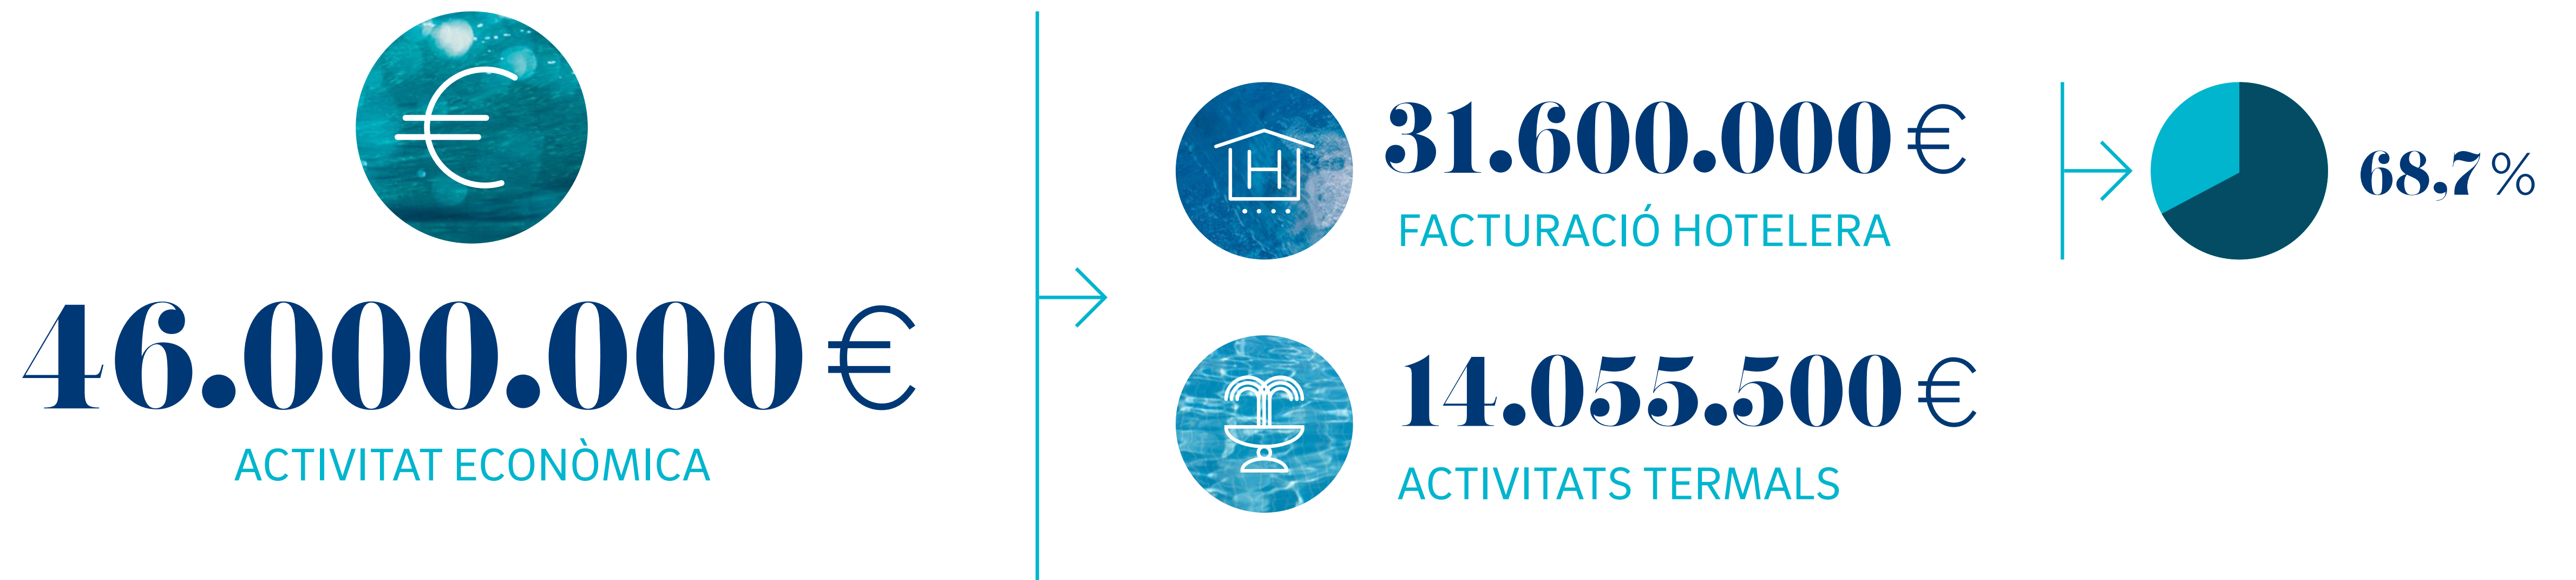 €
46.000.000 €
ACTIVITAT ECONÒMICA
H
31.600.000 €
FACTURACIÓ HOTELERA
68,7 %
14.055.500 €
ACTIVITATS TERMALS